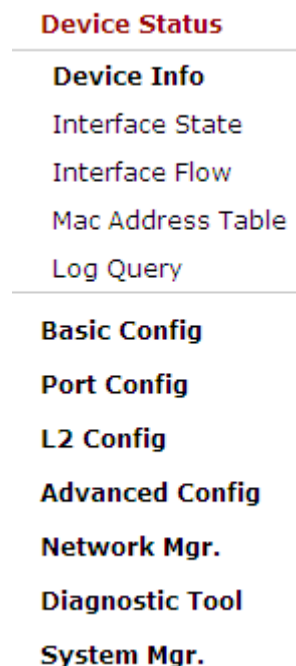 Device Status
Device Info
Interface State
Interface Flow
Mac Address Table
Log Query
Basic Config
Port Config
L2 Config
Advanced Config
Network Mgr.
Diagnostic Tool
System Mgr.